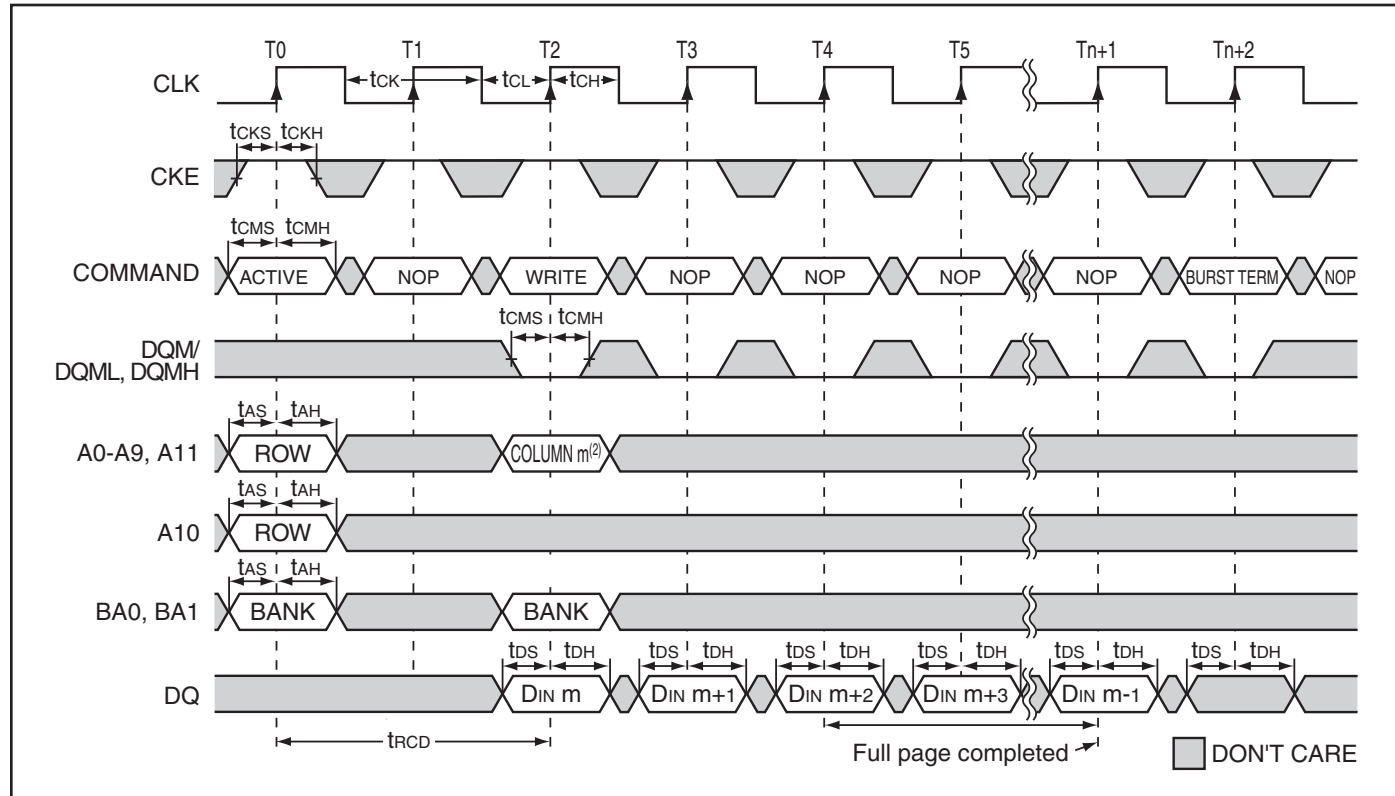 T0 T1 T2 T3 T4 T5 Tn+1 Tn+2
CLK tCK tCL tCH
tCKS tCKH
CKE
tCMS tCMH
COMMAND ACTIVE NOP WRITE NOP NOP NOP NOP BURST TERM NOP
tCMS tCMH
DQM/
DQML, DQMH
tAS tAH
A0-A9, A11 ROW COLUMN m(2)
tAS tAH
A10 ROW
tAS tAH
BA0, BA1 BANK BANK
tDS tDH tDS tDH tDS tDH tDS tDH tDS tDH tDS tDH
DQ DIN m DIN m+1 DIN m+2 DIN m+3 DIN m-1
tRCD
Full page completed
DON'T CARE